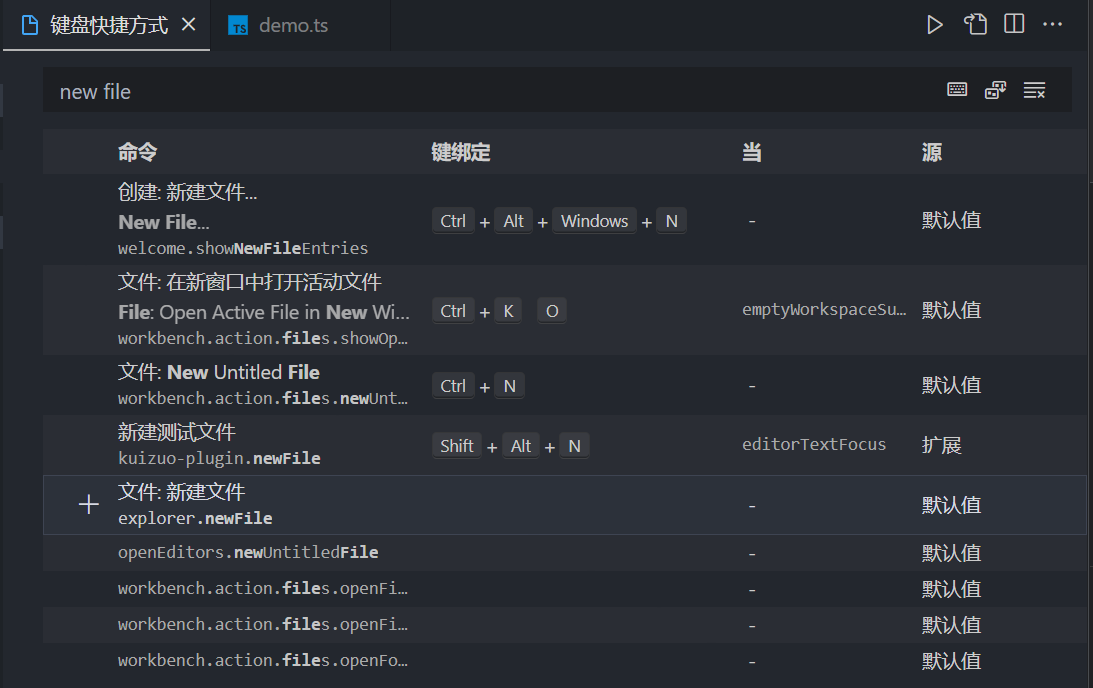 键盘快捷方式
TS demo.ts
new file
命令 键绑定 当 源
创建: 新建文件...
New File...
welcome.showNewFileEntries
Ctrl + Alt + Windows + N
-
默认值
文件: 在新窗口中打开活动文件
File: Open Active File in New Wi...
workbench.action.files.showOp...
Ctrl + K O
emptyWorkspaceSu...
默认值
文件: New Untitled File
workbench.action.files.newUnt...
Ctrl + N
-
默认值
新建测试文件
kuizuo-plugin.newFile
Shift + Alt + N
editorTextFocus
扩展
文件: 新建文件
explorer.newFile
-
默认值
openEditors.newUntitledFile - 默认值
workbench.action.files.openFi... - 默认值
workbench.action.files.openFi... - 默认值
workbench.action.files.openFo... - 默认值